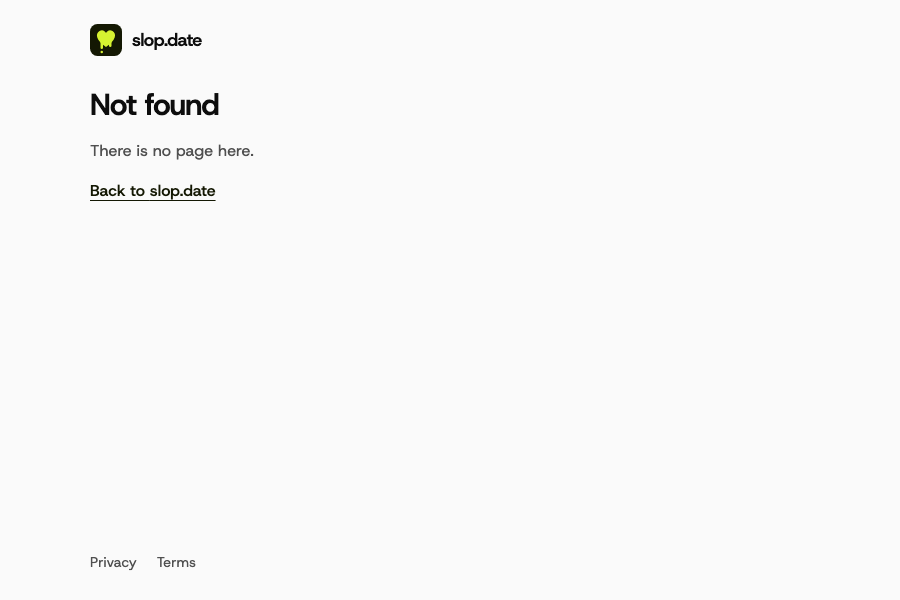 slop.date
Not found
There is no page here.
Back to slop.date
Privacy Terms